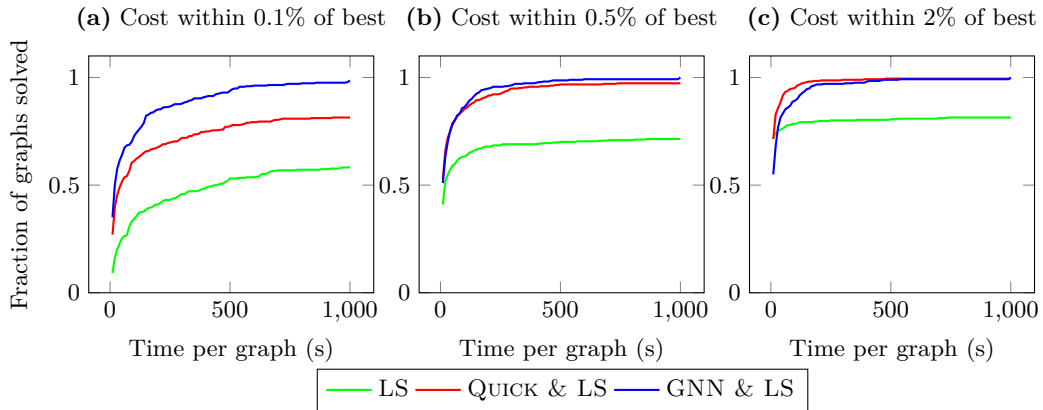 (a) Cost within 0.1% of best
(b) Cost within 0.5% of best
(c) Cost within 2% of best
Fraction of graphs solved
1
0.5
0
0
500
1,000
Time per graph (s)
1
0.5
0
0
500
1,000
Time per graph (s)
1
0.5
0
0
500
1,000
Time per graph (s)
LS
QUICK & LS
GNN & LS